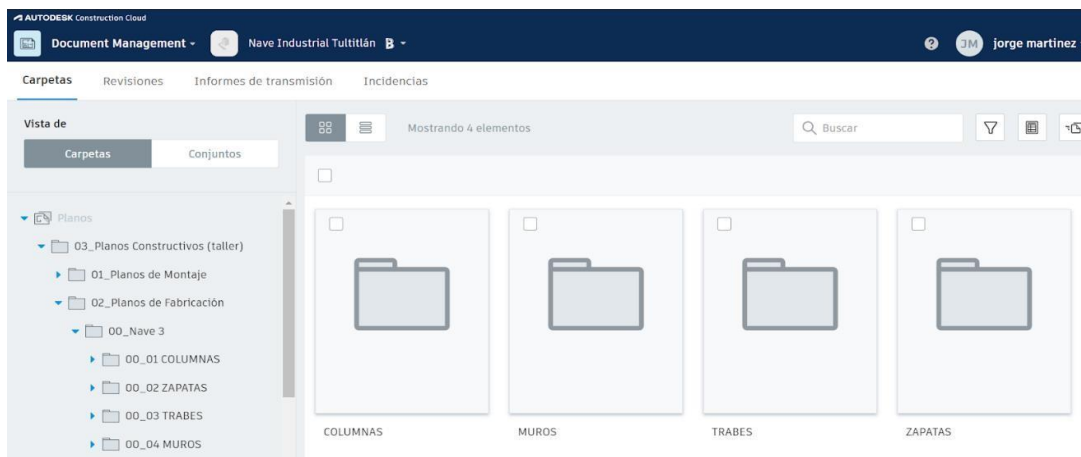 AUTODESK Construction Cloud
Document Management
Nave Industrial Tultitlán B
?
JM jorge martinez
Carpetas Revisiones Informes de transmisión Incidencias
Vista de
Carpetas Conjuntos
Mostrando 4 elementos
Buscar
Planos
03_Planos Constructivos (taller)
01_Planos de Montaje
02_Planos de Fabricación
00_Nave 3
00_01 COLUMNAS
00_02 ZAPATAS
00_03 TRABES
00_04 MUROS
COLUMNAS
MUROS
TRABES
ZAPATAS